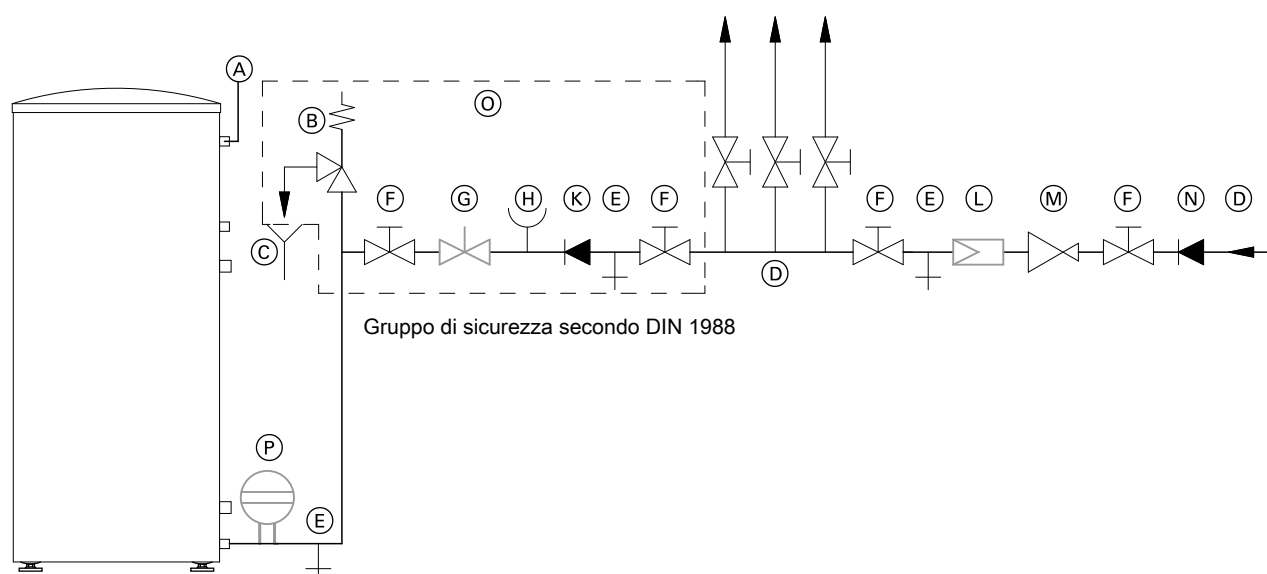 A
O
B
F G H K E F F E L M F N D
C
D
Gruppo di sicurezza secondo DIN 1988
P
E